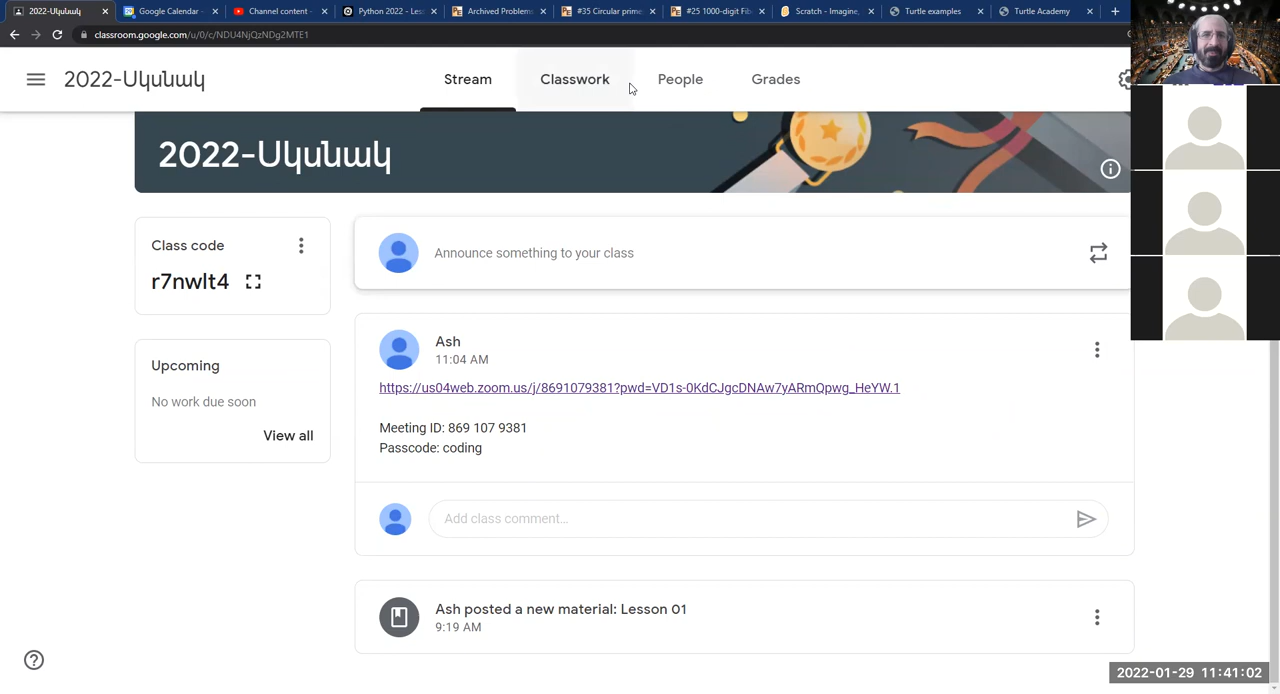 2022-Սկսնակ
Google Calendar -
Channel content -
Python 2022 - Les
Archived Problem
#35 Circular prime
#25 1000-digit Fib
Scratch - Imagine,
Turtle examples
Turtle Academy
classroom.google.com/u/0/c/NDU4NjQzNDg2MTE1
2022-Սկսնակ
Stream
Classwork
People
Grades
2022-Սկսնակ
Class code
r7nwlt4
Announce something to your class
Upcoming
No work due soon
View all
Ash
11:04 AM
https://us04web.zoom.us/j/8691079381?pwd=VD1s-0KdCJgcDNAw7yARmQpwg_HeYW.1
Meeting ID: 869 107 9381
Passcode: coding
Add class comment...
Ash posted a new material: Lesson 01
9:19 AM
2022-01-29 11:41:02